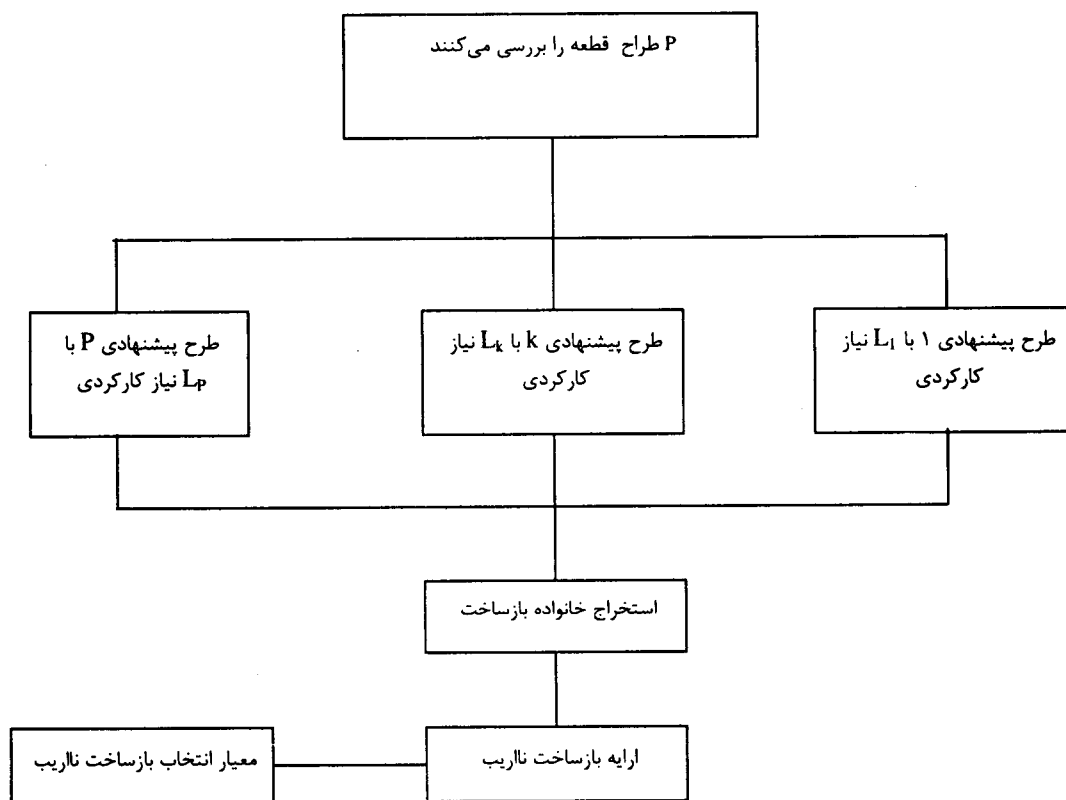 P طراح قطعه را بررسی می‌کنند
طرح پیشنهادی ۱ با L₁ نیاز
کارکردی
طرح پیشنهادی k با Lₖ نیاز
کارکردی
طرح پیشنهادی P با
Lₚ نیاز کارکردی
استخراج خانواده بازساخت
ارایه بازساخت نااریب
معیار انتخاب بازساخت نااریب